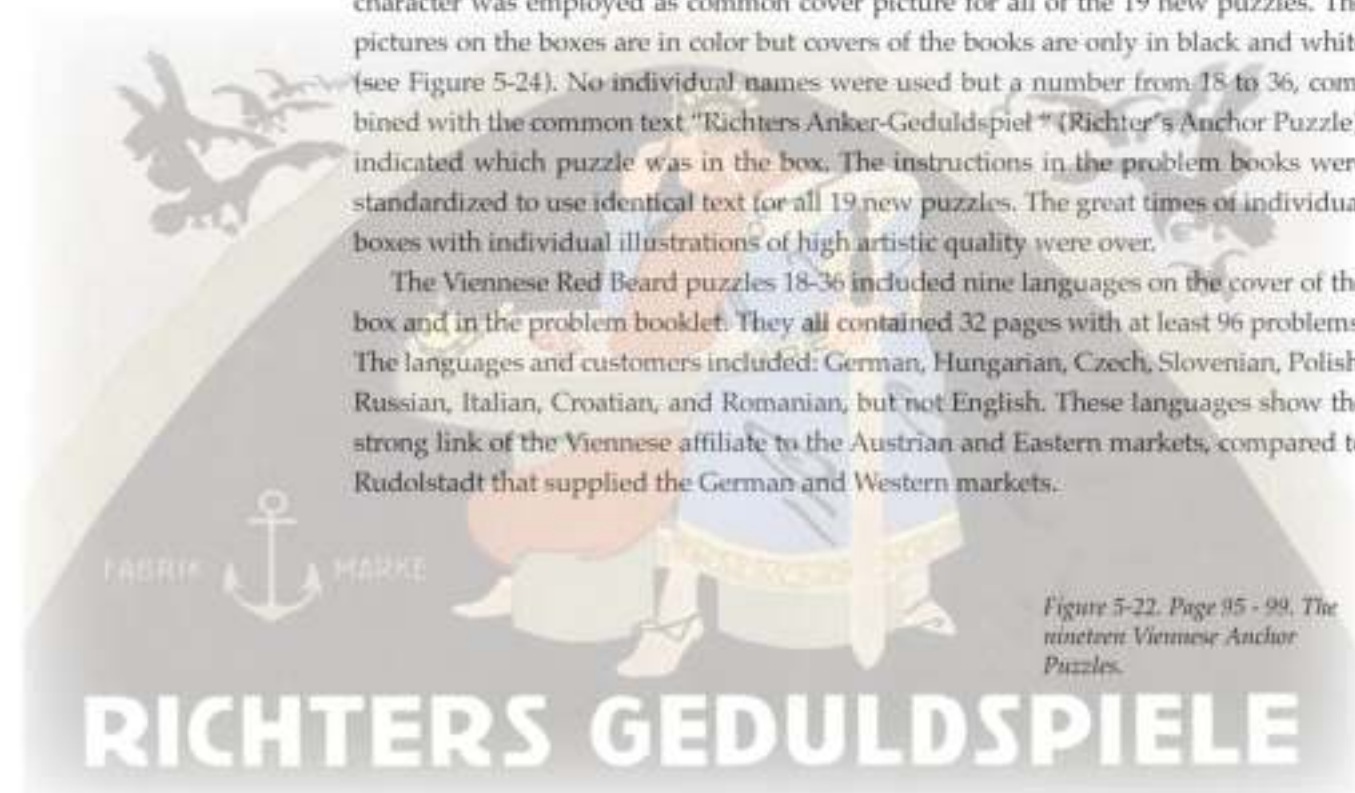 character was employed as common cover picture for all of the 19 new puzzles. Th
pictures on the boxes are in color but covers of the books are only in black and whit
(see Figure 5-24). No individual names were used but a number from 18 to 36, com
bined with the common text "Richters Anker-Geduldspiel " (Richter's Anchor Puzzle)
indicated which puzzle was in the box. The instructions in the problem books wer
standardized to use identical text for all 19 new puzzles. The great times of individua
boxes with individual illustrations of high artistic quality were over.
The Viennese Red Beard puzzles 18-36 included nine languages on the cover of the
box and in the problem booklet. They all contained 32 pages with at least 96 problems
The languages and customers included: German, Hungarian, Czech, Slovenian, Polish
Russian, Italian, Croatian, and Romanian, but not English. These languages show the
strong link of the Viennese affiliate to the Austrian and Eastern markets, compared t
Rudolstadt that supplied the German and Western markets.
FABRIK MARKE
Figure 5-22. Page 95 - 99. The
nineteen Viennese Anchor
Puzzles.
RICHTERS GEDULDSPIELE